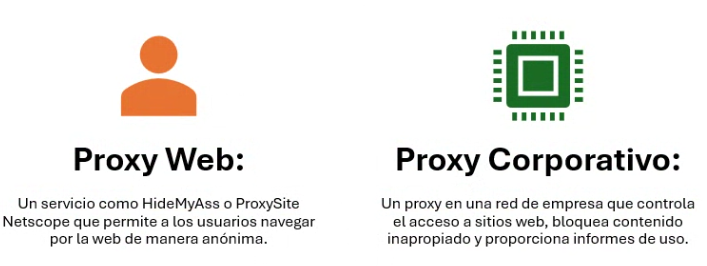 Proxy Web:
Un servicio como HideMyAss o ProxySite
Netscope que permite a los usuarios navegar
por la web de manera anónima.
Proxy Corporativo:
Un proxy en una red de empresa que controla
el acceso a sitios web, bloquea contenido
inapropiado y proporciona informes de uso.